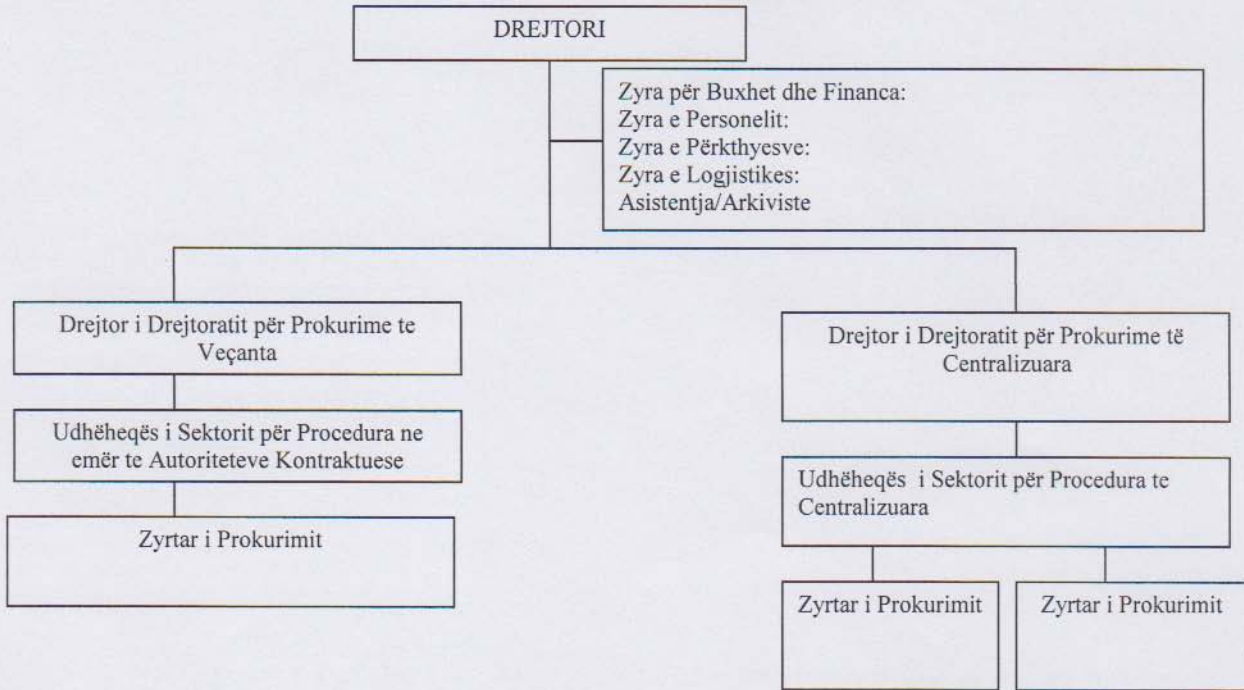 DREJTORI
Zyra për Buxhet dhe Financa:
Zyra e Personelit:
Zyra e Përkthyesve:
Zyra e Logjistikes:
Asistentja/Arkiviste
Drejtor i Drejtoratit për Prokurime te
Veçanta
Udhëheqës i Sektorit për Procedura ne
emër te Autoriteteve Kontraktuese
Zyrtar i Prokurimit
Drejtor i Drejtoratit për Prokurime të
Centralizuara
Udhëheqës i Sektorit për Procedura te
Centralizuara
Zyrtar i Prokurimit
Zyrtar i Prokurimit